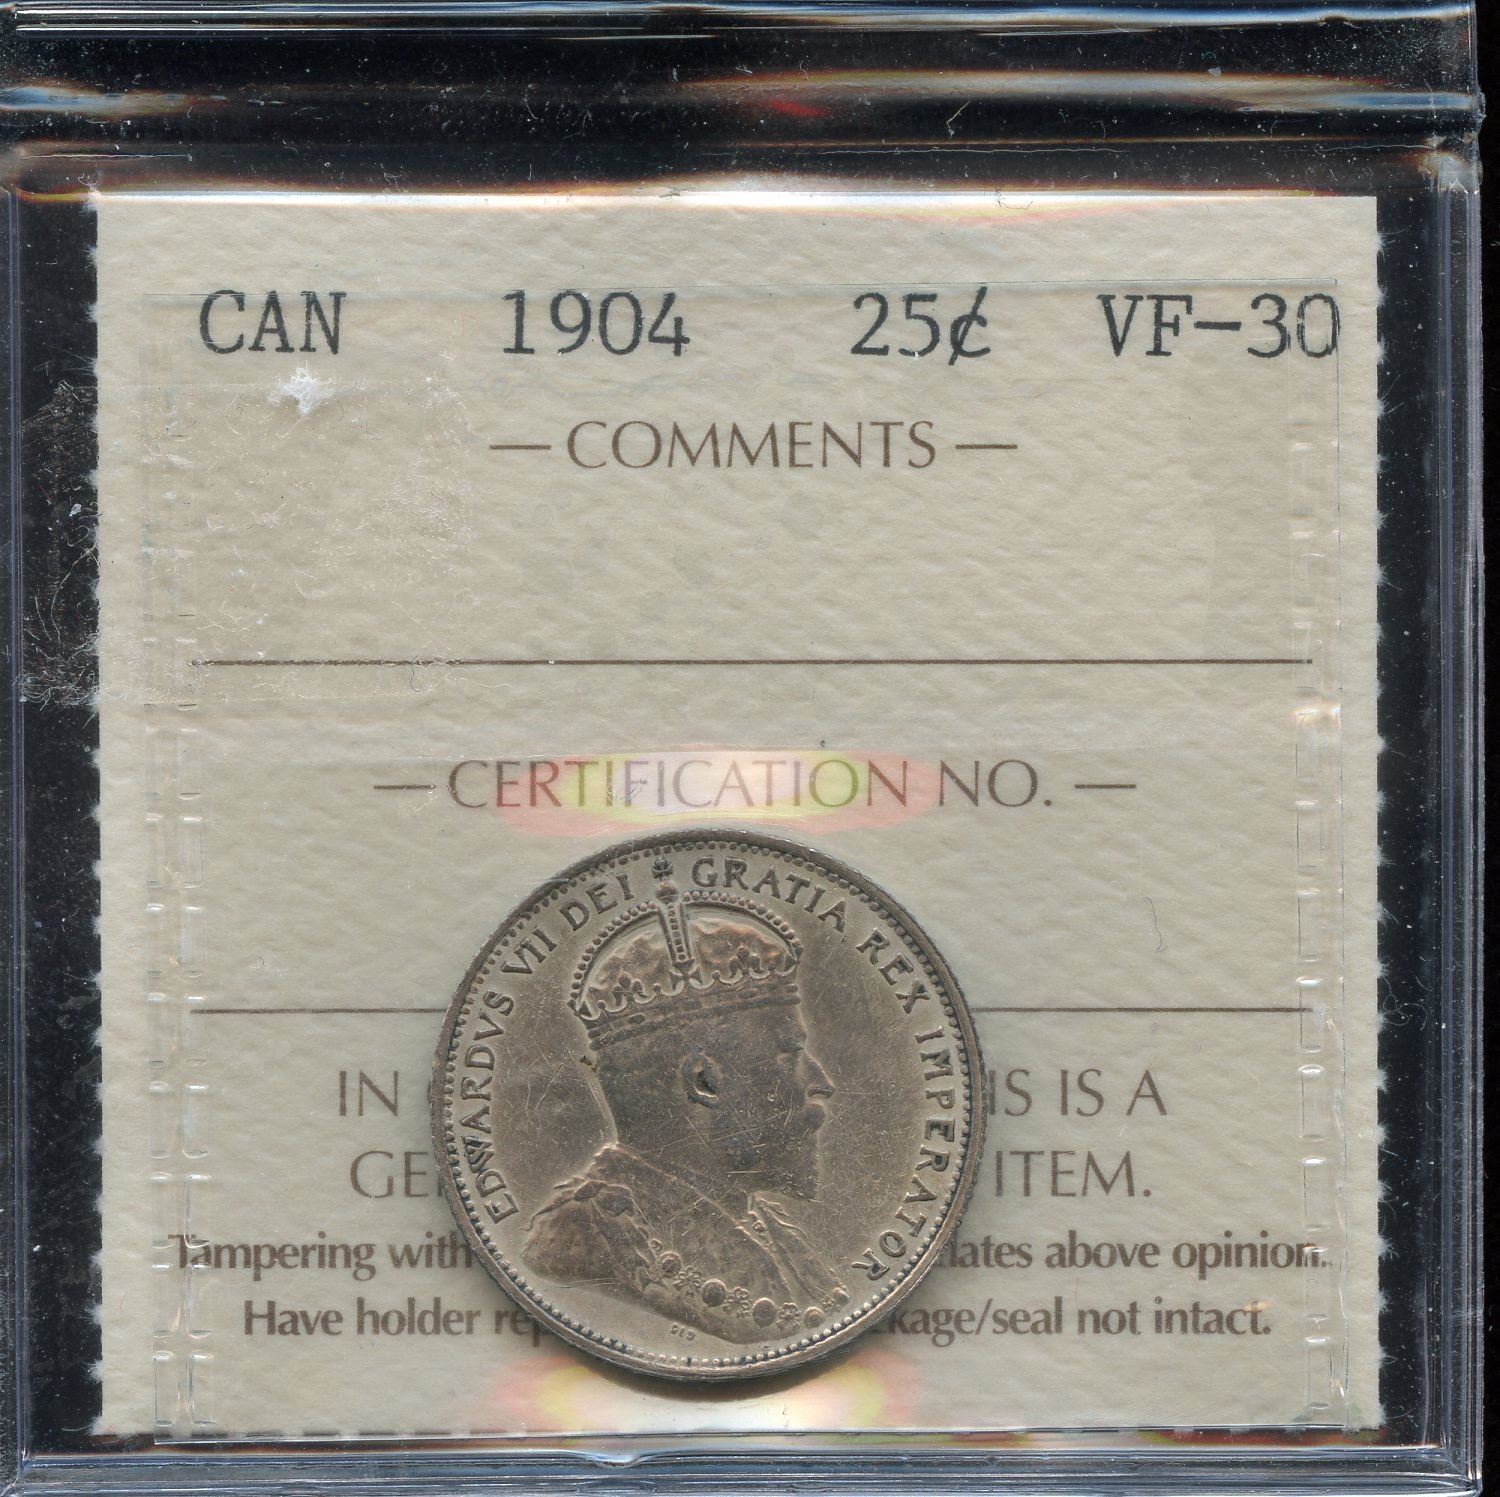 CAN 1904 25¢ VF-30
— COMMENTS —
— CERTIFICATION NO. —
EDWARDVS VII DEI GRATIA REX IMPERATOR
IN IS IS A
GE ITEM.
Tampering with lates above opinion.
Have holder rep kage/seal not intact.